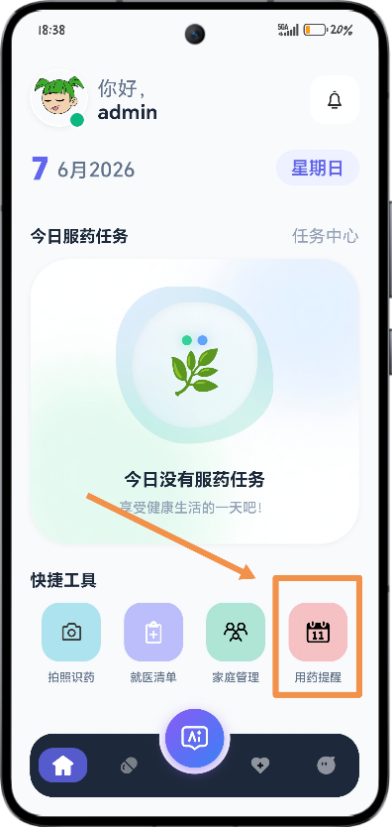 18:38
5GA
20%
你好，
admin
7 6月2026
星期日
今日服药任务
任务中心
今日没有服药任务
享受健康生活的一天吧！
快捷工具
11
拍照识药
就医清单
家庭管理
用药提醒
Ai